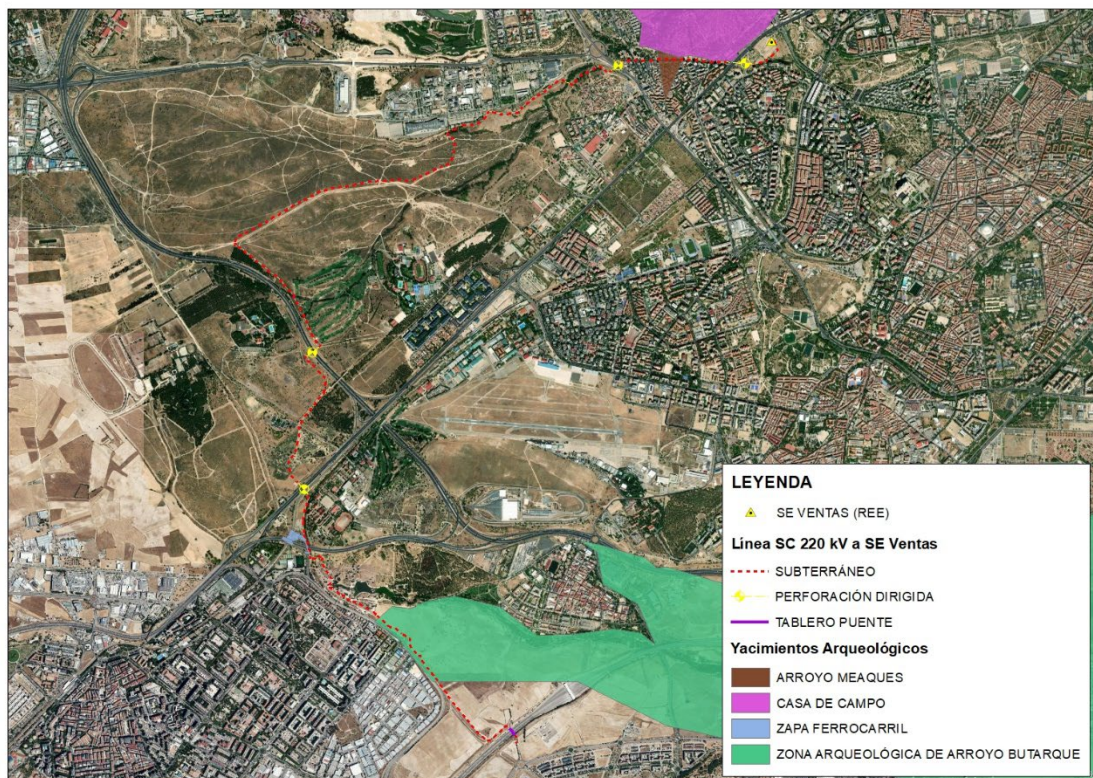 LEYENDA
SE VENTAS (REE)
Línea SC 220 kV a SE Ventas
SUBTERRÁNEO
PERFORACIÓN DIRIGIDA
TABLERO PUENTE
Yacimientos Arqueológicos
ARROYO MEAQUES
CASA DE CAMPO
ZAPA FERROCARRIL
ZONA ARQUEOLÓGICA DE ARROYO BUTARQUE